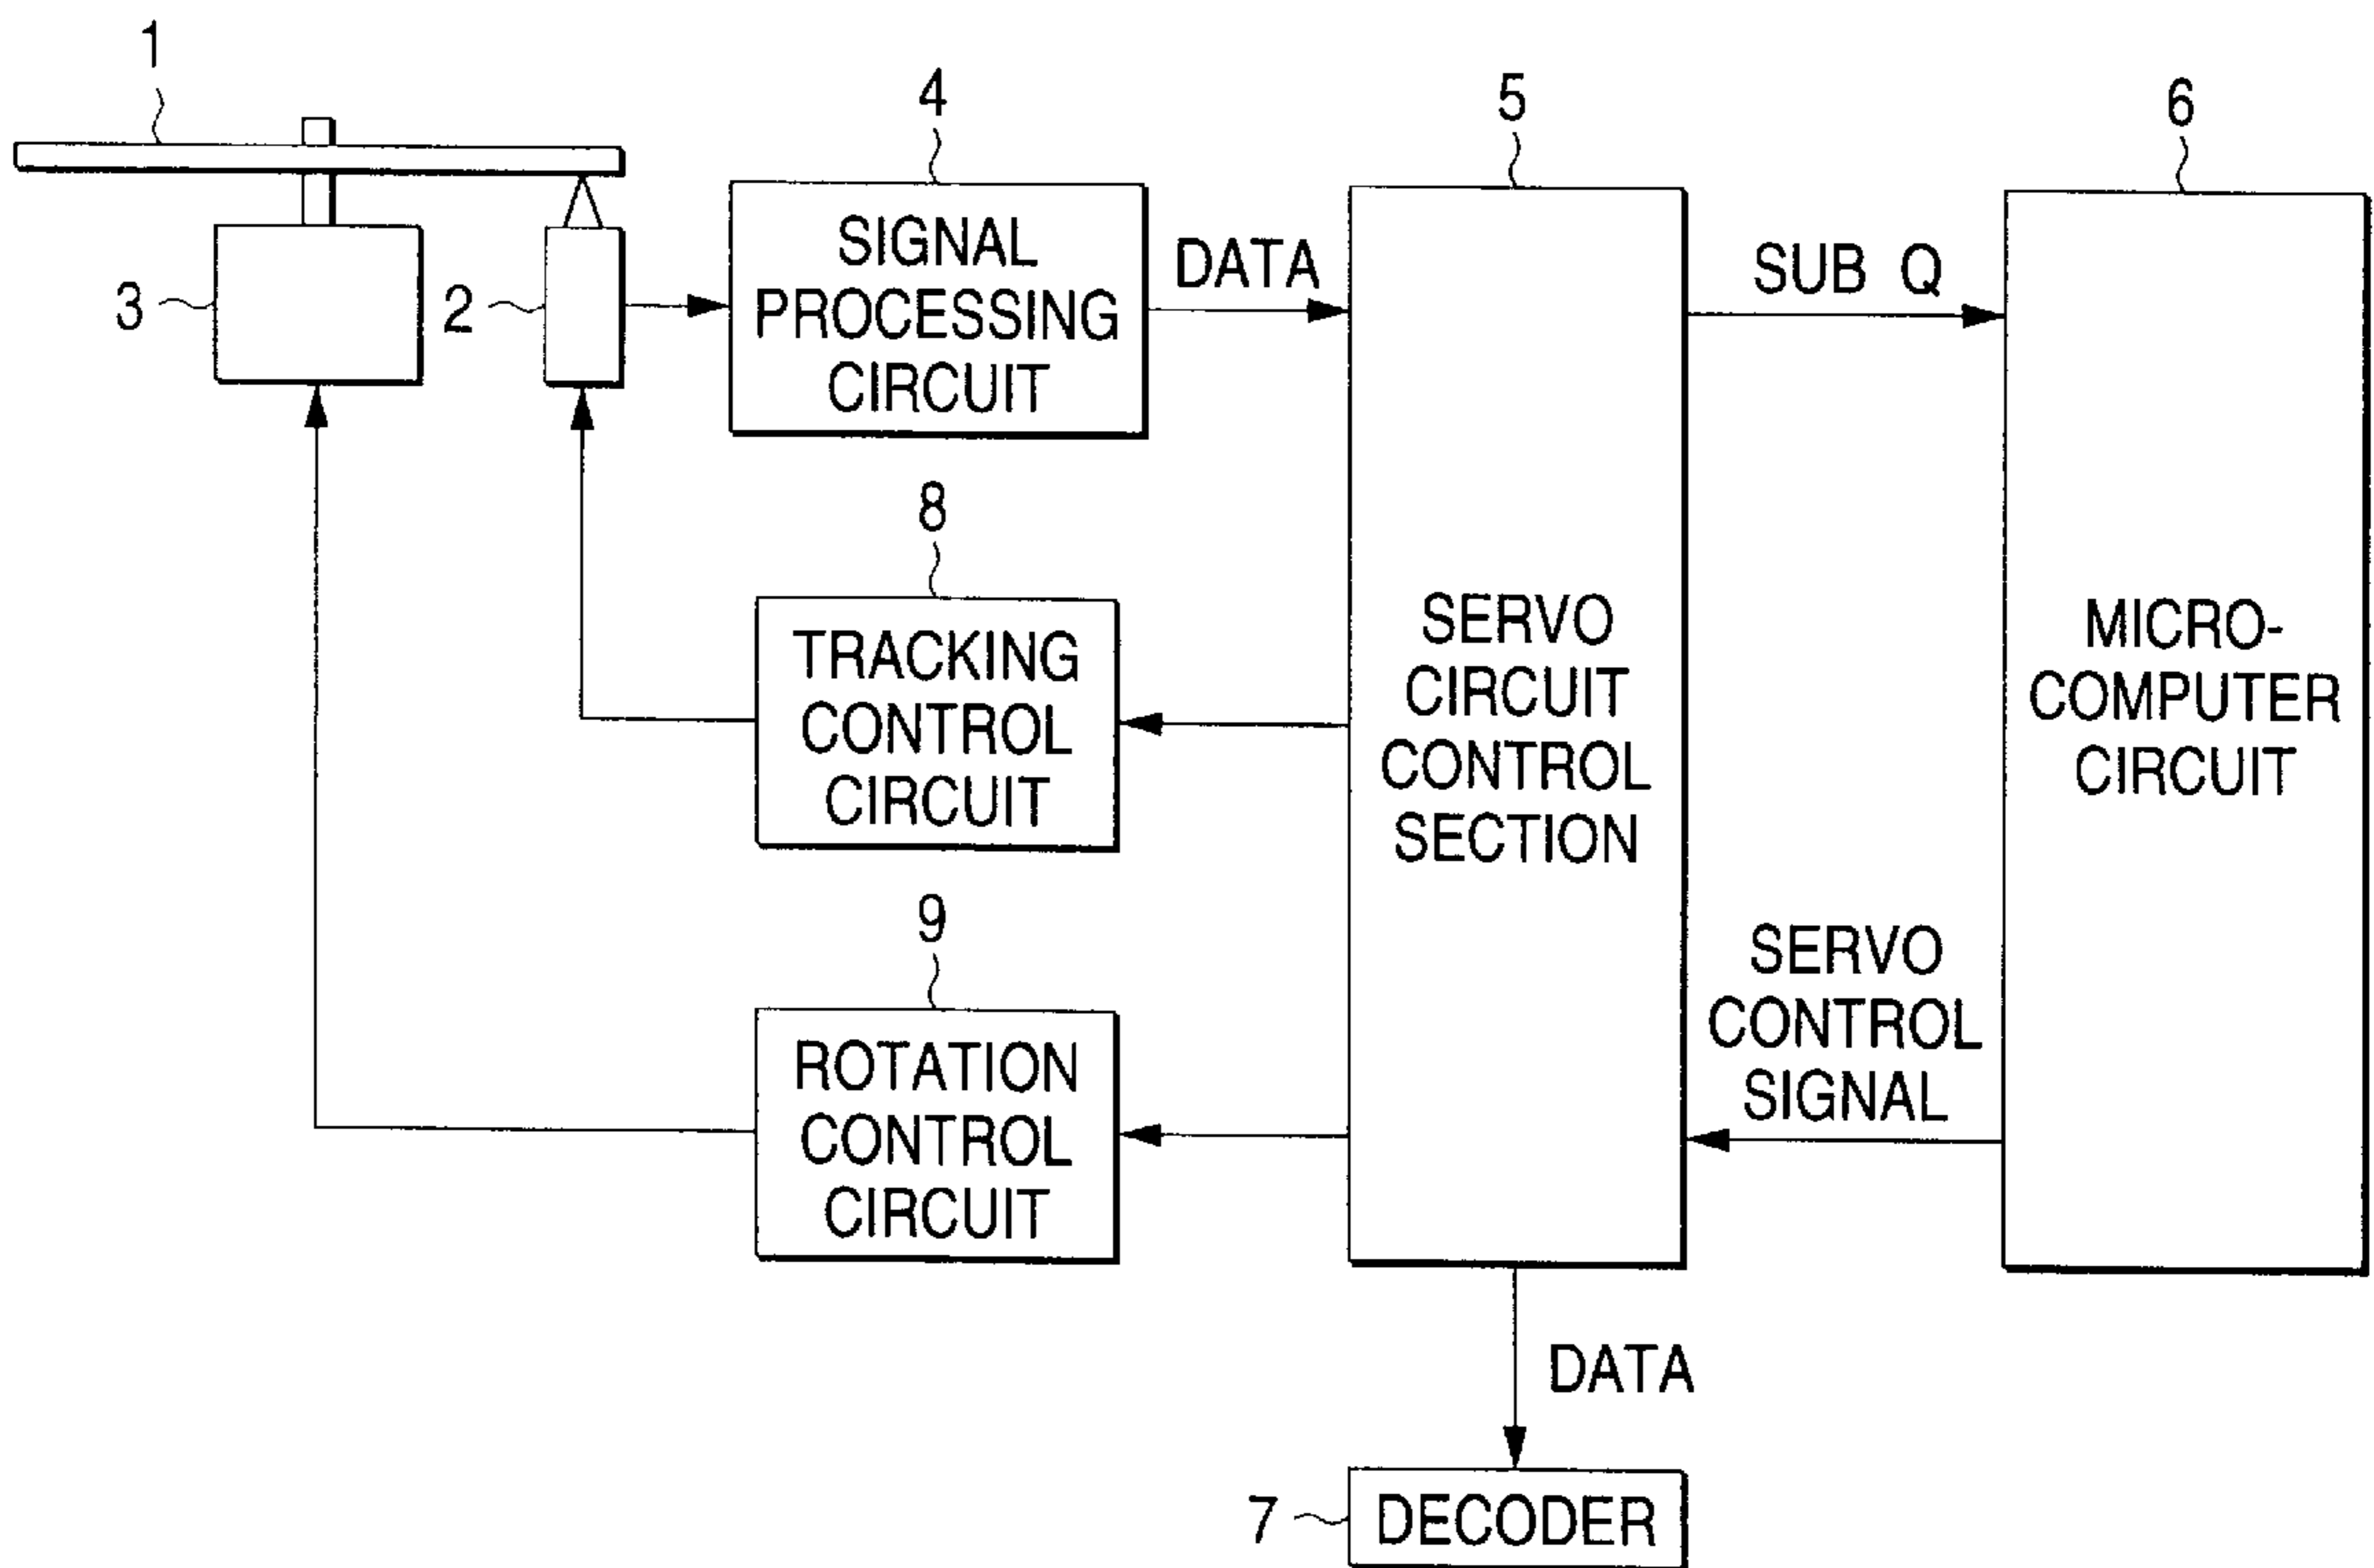 1
4
5
6
SIGNAL
PROCESSING
CIRCUIT
DATA
SUB Q
3
2
8
TRACKING
CONTROL
CIRCUIT
SERVO
CIRCUIT
CONTROL
SECTION
MICRO-
COMPUTER
CIRCUIT
9
ROTATION
CONTROL
CIRCUIT
SERVO
CONTROL
SIGNAL
DATA
7
DECODER